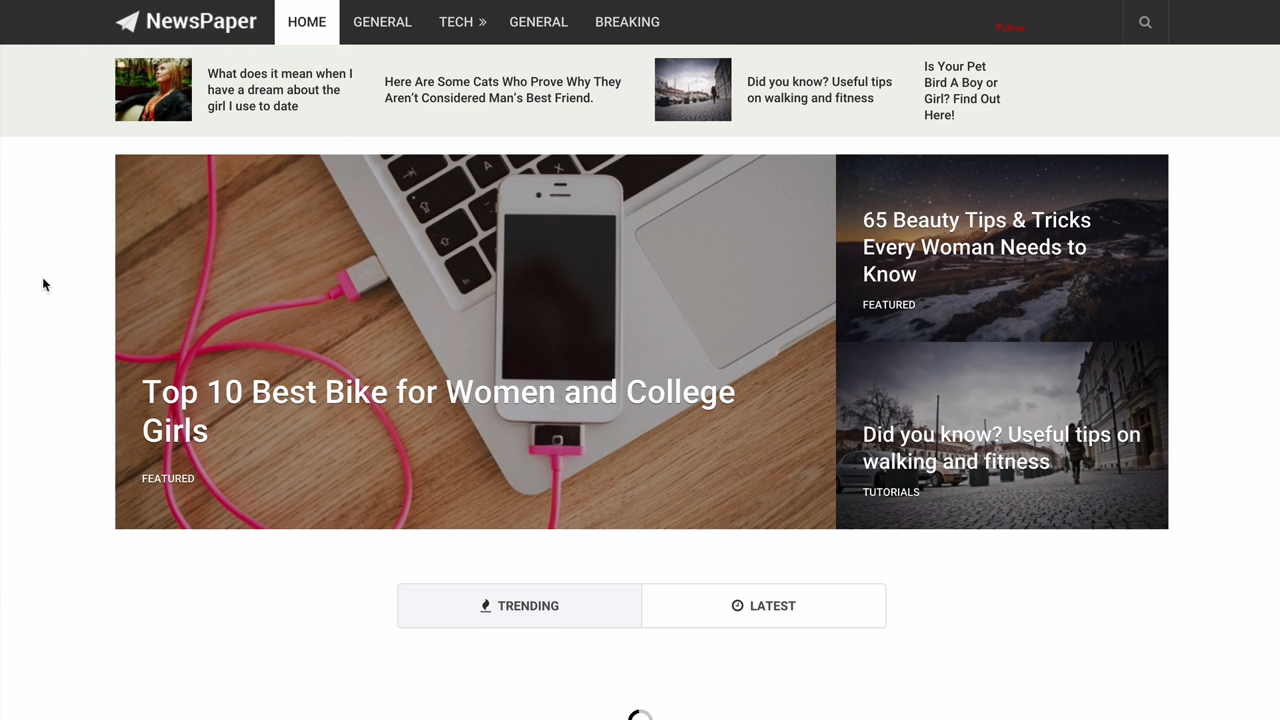 NewsPaper
HOME
GENERAL
TECH »
GENERAL
BREAKING
Follow
What does it mean when I
have a dream about the
girl I use to date
Here Are Some Cats Who Prove Why They
Aren’t Considered Man’s Best Friend.
Did you know? Useful tips
on walking and fitness
Is Your Pet
Bird A Boy or
Girl? Find Out
Here!
Top 10 Best Bike for Women and College
Girls
FEATURED
65 Beauty Tips & Tricks
Every Woman Needs to
Know
FEATURED
Did you know? Useful tips on
walking and fitness
TUTORIALS
TRENDING
LATEST